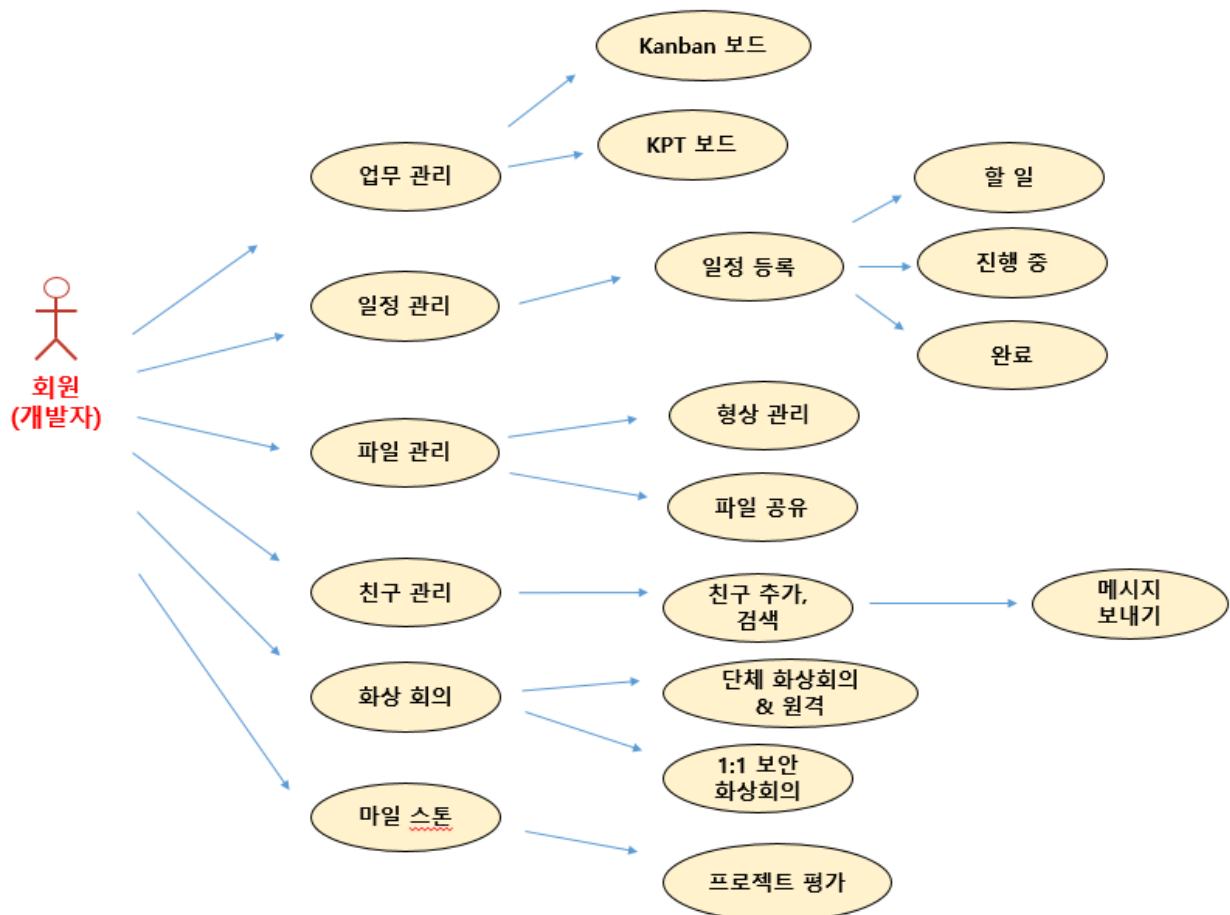 Kanban 보드
KPT 보드
업무 관리
할 일
진행 중
일정 등록
일정 관리
완료
회원
(개발자)
형상 관리
파일 관리
파일 공유
친구 관리
친구 추가,
검색
메시지
보내기
화상 회의
단체 화상회의
& 원격
1:1 보안
화상회의
마일 스톤
프로젝트 평가